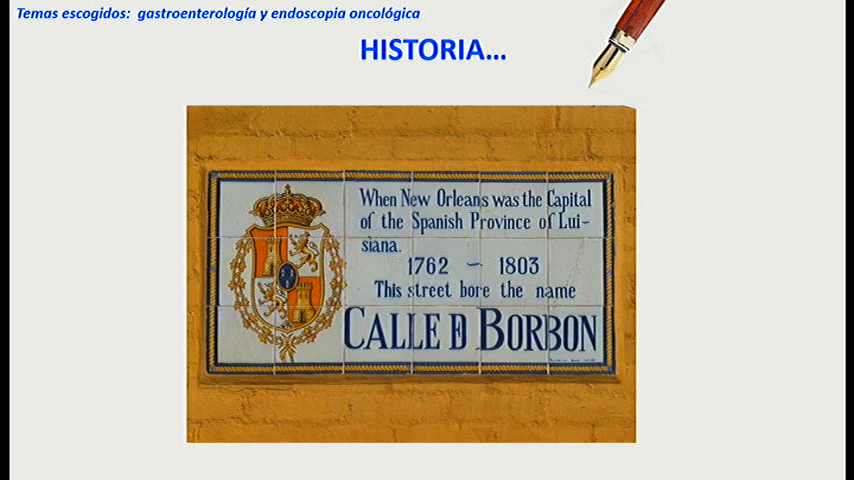 Temas escogidos: gastroenterología y endoscopia oncológica
HISTORIA...
When New Orleans was the Capital
of the Spanish Province of Lui-
siana.
1762 ~ 1803
This street bore the name
CALLE D BORBON